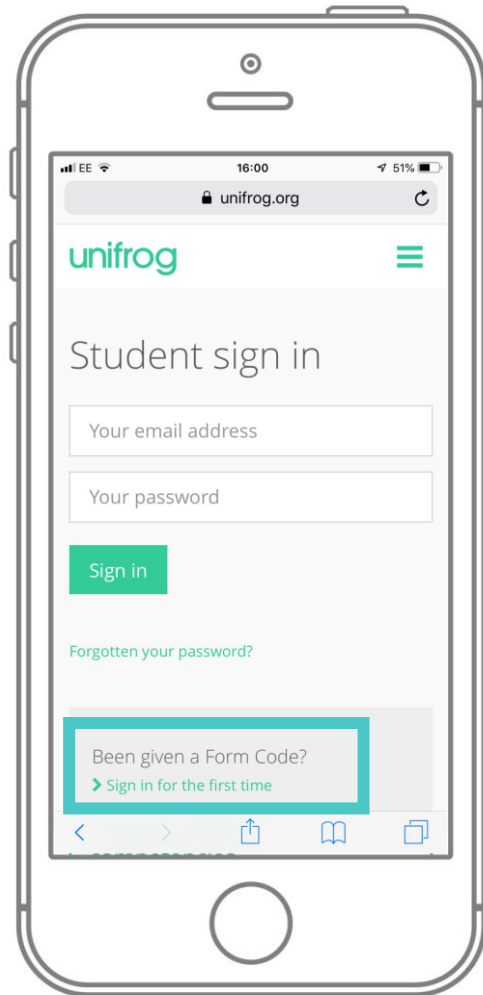 EE 16:00 51%
unifrog.org
unifrog
Student sign in
Your email address
Your password
Sign in
Forgotten your password?
Been given a Form Code?
Sign in for the first time